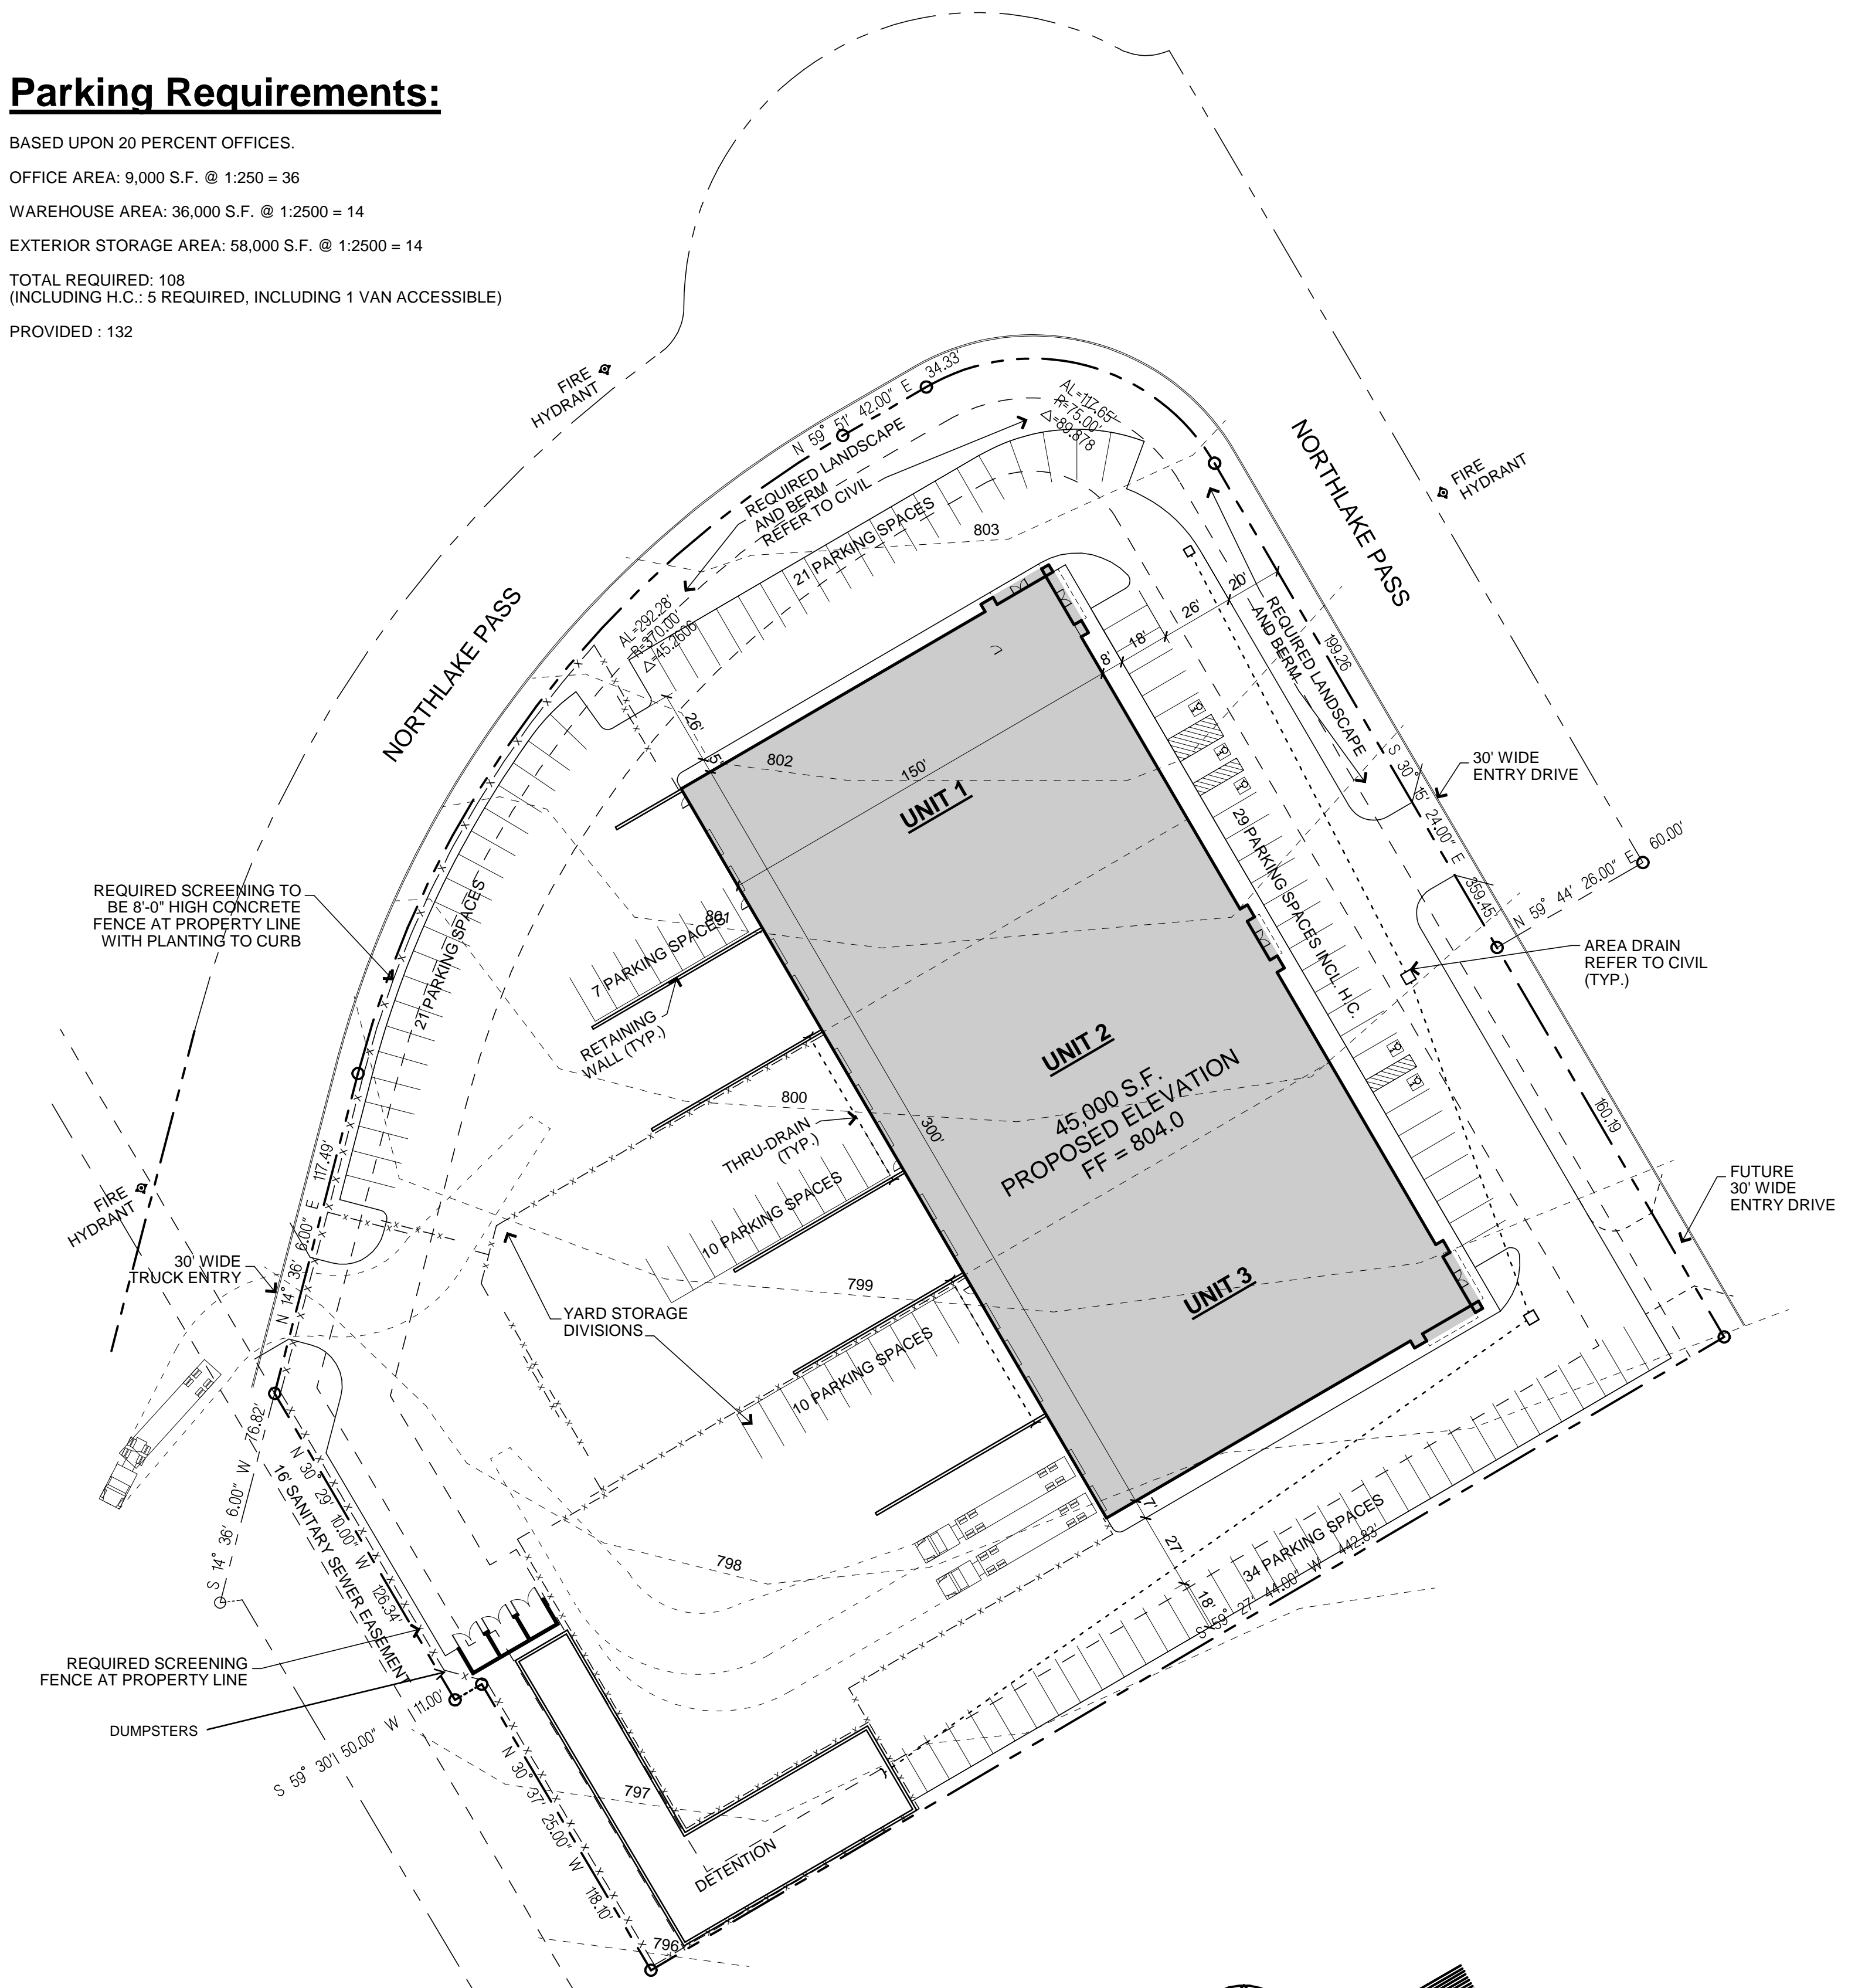 Parking Requirements:
BASED UPON 20 PERCENT OFFICES.
OFFICE AREA: 9,000 S.F. @ 1:250 = 36
WAREHOUSE AREA: 36,000 S.F. @ 1:2500 = 14
EXTERIOR STORAGE AREA: 58,000 S.F. @ 1:2500 = 14
TOTAL REQUIRED: 108
(INCLUDING H.C.: 5 REQUIRED, INCLUDING 1 VAN ACCESSIBLE)
PROVIDED : 132
FIRE
HYDRANT
N 59° 51' 42.00" E 34.33'
AL=117.65'
R=75.00'
△=89.878
REQUIRED LANDSCAPE
AND BERM
REFER TO CIVIL
21 PARKING SPACES
803
NORTHLAKE PASS
FIRE
HYDRANT
NORTHLAKE PASS
AL=292.28'
R=370.00'
△=45.2606
26'
5'
8'
18'
26'
20'
REQUIRED LANDSCAPE
AND BERM
199.26
S 30° 15' 24.00" E 359.45'
30' WIDE
ENTRY DRIVE
N 59° 44' 26.00" E 60.00'
802
150'
UNIT 1
29 PARKING SPACES INCL. H.C.
REQUIRED SCREENING TO
BE 8'-0" HIGH CONCRETE
FENCE AT PROPERTY LINE
WITH PLANTING TO CURB
21 PARKING SPACES
801
7 PARKING SPACES
RETAINING
WALL (TYP.)
AREA DRAIN
REFER TO CIVIL
(TYP.)
UNIT 2
45,000 S.F.
PROPOSED ELEVATION
FF = 804.0
300'
800
THRU-DRAIN
(TYP.)
160.19
10 PARKING SPACES
FIRE
HYDRANT
N 14° 36' 6.00" E 117.49'
30' WIDE
TRUCK ENTRY
FUTURE
30' WIDE
ENTRY DRIVE
799
UNIT 3
YARD STORAGE
DIVISIONS
10 PARKING SPACES
S 14° 36' 6.00" W 76.82'
N 30° 29' 10.00" W 126.34'
16' SANITARY SEWER EASEMENT
798
7'
27'
18'
34 PARKING SPACES
S 59° 27' 44.00" W 442.83'
REQUIRED SCREENING
FENCE AT PROPERTY LINE
DUMPSTERS
S 59° 30' 50.00" W 11.00'
N 30° 37' 25.00" W 118.10'
797
DETENTION
796